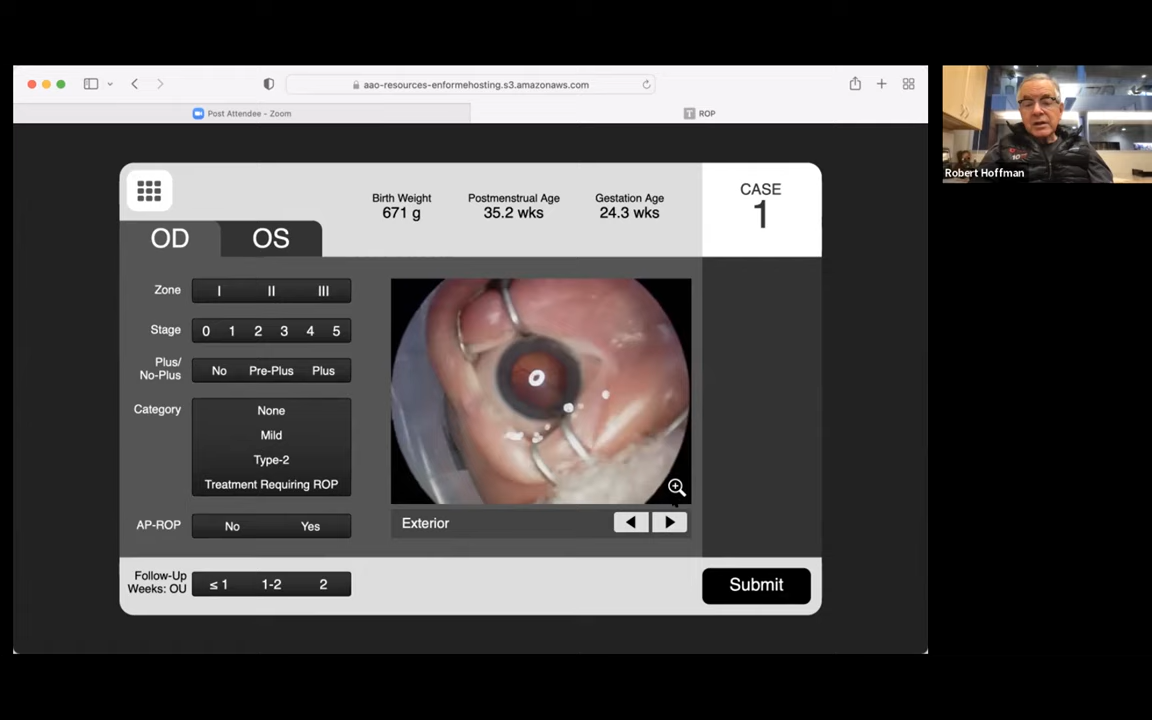 aao-resources-enformehosting.s3.amazonaws.com
Post Attendee - Zoom
T ROP
Robert Hoffman
Birth Weight
671 g
Postmenstrual Age
35.2 wks
Gestation Age
24.3 wks
CASE
1
OD
OS
Zone
I II III
Stage
0 1 2 3 4 5
Plus/
No-Plus
No Pre-Plus Plus
Category
None
Mild
Type-2
Treatment Requiring ROP
AP-ROP
No Yes
Exterior
Follow-Up
Weeks: OU
≤ 1 1-2 2
Submit